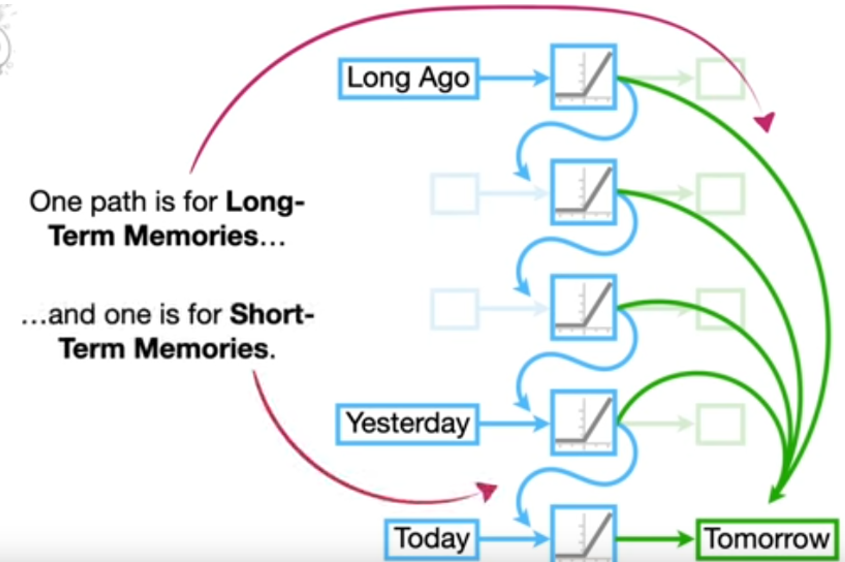 Long Ago
One path is for Long-
Term Memories...
...and one is for Short-
Term Memories.
Yesterday
Today
Tomorrow